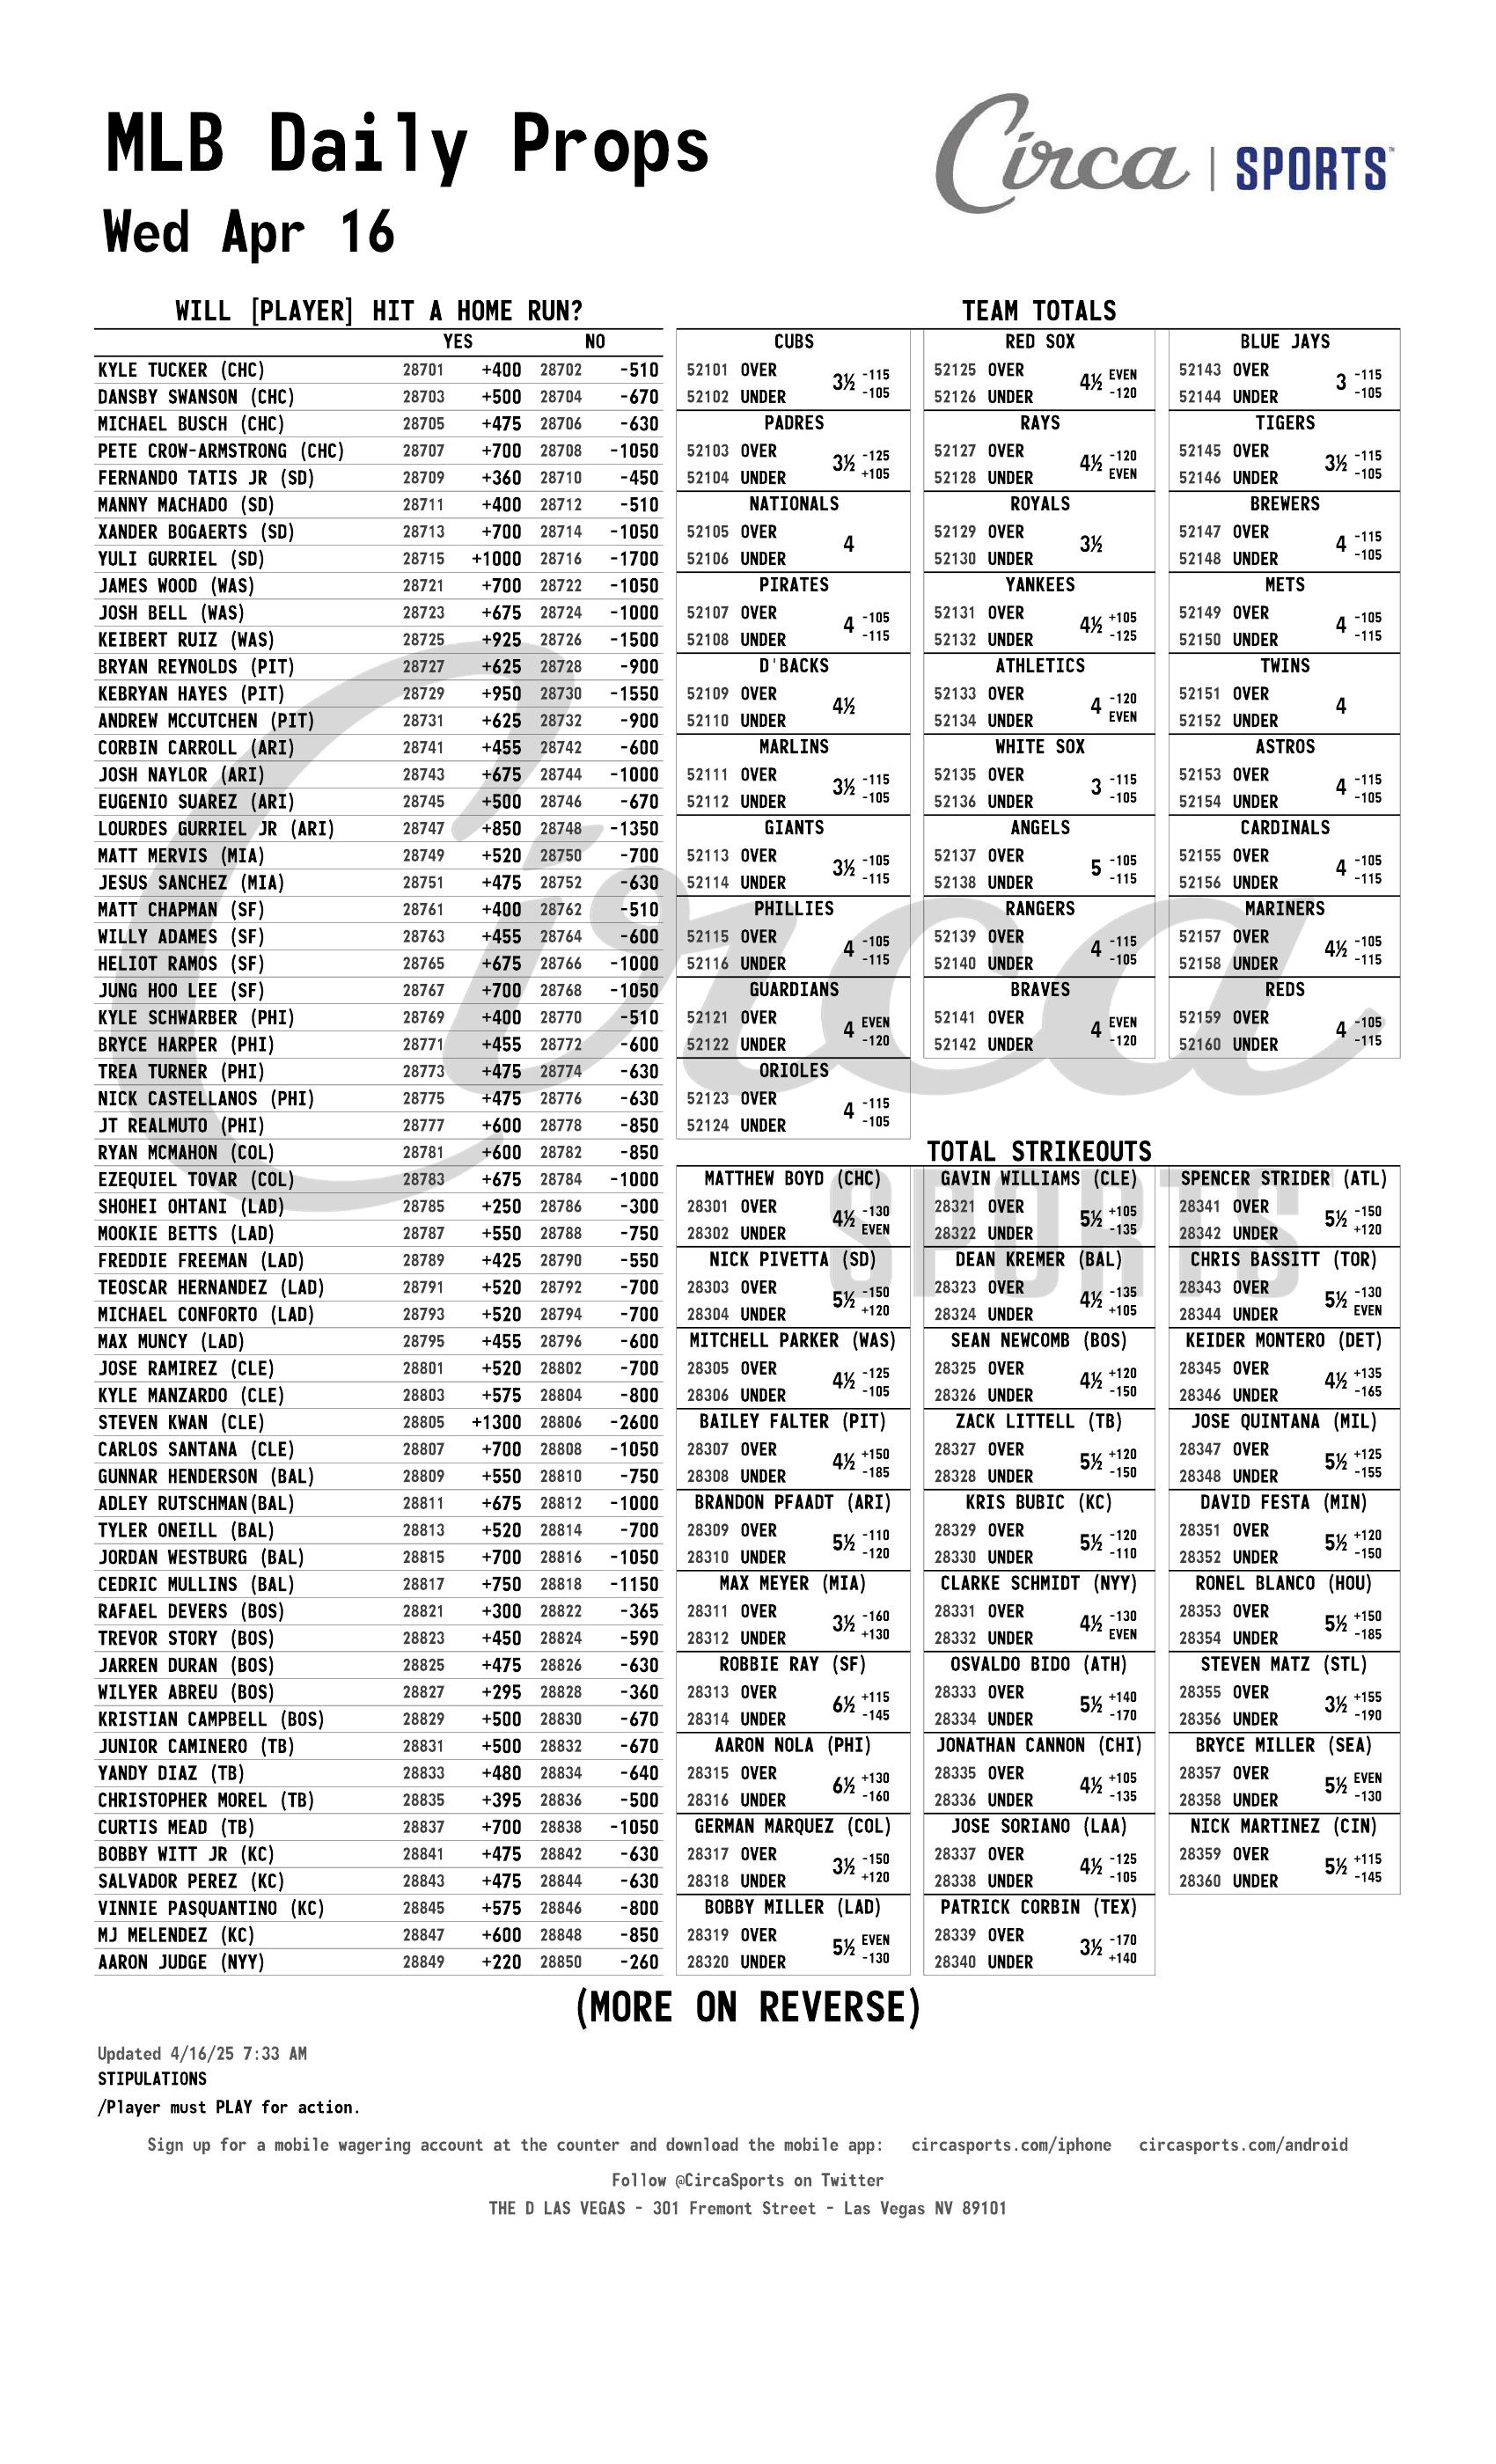 MLB Daily Props
Circa | SPORTS™
Wed Apr 16
WILL [PLAYER] HIT A HOME RUN?
YES NO
KYLE TUCKER (CHC) 28701 +400 28702 -510
DANSBY SWANSON (CHC) 28703 +500 28704 -670
MICHAEL BUSCH (CHC) 28705 +475 28706 -630
PETE CROW-ARMSTRONG (CHC) 28707 +700 28708 -1050
FERNANDO TATIS JR (SD) 28709 +360 28710 -450
MANNY MACHADO (SD) 28711 +400 28712 -510
XANDER BOGAERTS (SD) 28713 +700 28714 -1050
YULI GURRIEL (SD) 28715 +1000 28716 -1700
JAMES WOOD (WAS) 28721 +700 28722 -1050
JOSH BELL (WAS) 28723 +675 28724 -1000
KEIBERT RUIZ (WAS) 28725 +925 28726 -1500
BRYAN REYNOLDS (PIT) 28727 +625 28728 -900
KEBRYAN HAYES (PIT) 28729 +950 28730 -1550
ANDREW MCCUTCHEN (PIT) 28731 +625 28732 -900
CORBIN CARROLL (ARI) 28741 +455 28742 -600
JOSH NAYLOR (ARI) 28743 +675 28744 -1000
EUGENIO SUAREZ (ARI) 28745 +500 28746 -670
LOURDES GURRIEL JR (ARI) 28747 +850 28748 -1350
MATT MERVIS (MIA) 28749 +520 28750 -700
JESUS SANCHEZ (MIA) 28751 +475 28752 -630
MATT CHAPMAN (SF) 28761 +400 28762 -510
WILLY ADAMES (SF) 28763 +455 28764 -600
HELIOT RAMOS (SF) 28765 +675 28766 -1000
JUNG HOO LEE (SF) 28767 +700 28768 -1050
KYLE SCHWARBER (PHI) 28769 +400 28770 -510
BRYCE HARPER (PHI) 28771 +455 28772 -600
TREA TURNER (PHI) 28773 +475 28774 -630
NICK CASTELLANOS (PHI) 28775 +475 28776 -630
JT REALMUTO (PHI) 28777 +600 28778 -850
RYAN MCMAHON (COL) 28781 +600 28782 -850
EZEQUIEL TOVAR (COL) 28783 +675 28784 -1000
SHOHEI OHTANI (LAD) 28785 +250 28786 -300
MOOKIE BETTS (LAD) 28787 +550 28788 -750
FREDDIE FREEMAN (LAD) 28789 +425 28790 -550
TEOSCAR HERNANDEZ (LAD) 28791 +520 28792 -700
MICHAEL CONFORTO (LAD) 28793 +520 28794 -700
MAX MUNCY (LAD) 28795 +455 28796 -600
JOSE RAMIREZ (CLE) 28801 +520 28802 -700
KYLE MANZARDO (CLE) 28803 +575 28804 -800
STEVEN KWAN (CLE) 28805 +1300 28806 -2600
CARLOS SANTANA (CLE) 28807 +700 28808 -1050
GUNNAR HENDERSON (BAL) 28809 +550 28810 -750
ADLEY RUTSCHMAN(BAL) 28811 +675 28812 -1000
TYLER ONEILL (BAL) 28813 +520 28814 -700
JORDAN WESTBURG (BAL) 28815 +700 28816 -1050
CEDRIC MULLINS (BAL) 28817 +750 28818 -1150
RAFAEL DEVERS (BOS) 28821 +300 28822 -365
TREVOR STORY (BOS) 28823 +450 28824 -590
JARREN DURAN (BOS) 28825 +475 28826 -630
WILYER ABREU (BOS) 28827 +295 28828 -360
KRISTIAN CAMPBELL (BOS) 28829 +500 28830 -670
JUNIOR CAMINERO (TB) 28831 +500 28832 -670
YANDY DIAZ (TB) 28833 +480 28834 -640
CHRISTOPHER MOREL (TB) 28835 +395 28836 -500
CURTIS MEAD (TB) 28837 +700 28838 -1050
BOBBY WITT JR (KC) 28841 +475 28842 -630
SALVADOR PEREZ (KC) 28843 +475 28844 -630
VINNIE PASQUANTINO (KC) 28845 +575 28846 -800
MJ MELENDEZ (KC) 28847 +600 28848 -850
AARON JUDGE (NYY) 28849 +220 28850 -260
TEAM TOTALS
CUBS
52101 OVER 3½ -115
52102 UNDER -105
PADRES
52103 OVER 3½ -125
52104 UNDER +105
NATIONALS
52105 OVER 4
52106 UNDER
PIRATES
52107 OVER 4 -105
52108 UNDER -115
D'BACKS
52109 OVER 4½
52110 UNDER
MARLINS
52111 OVER 3½ -115
52112 UNDER -105
GIANTS
52113 OVER 3½ -105
52114 UNDER -115
PHILLIES
52115 OVER 4 -105
52116 UNDER -115
GUARDIANS
52121 OVER 4 EVEN
52122 UNDER -120
ORIOLES
52123 OVER 4 -115
52124 UNDER -105
RED SOX
52125 OVER 4½ EVEN
52126 UNDER -120
RAYS
52127 OVER 4½ -120
52128 UNDER EVEN
ROYALS
52129 OVER 3½
52130 UNDER
YANKEES
52131 OVER 4½ +105
52132 UNDER -125
ATHLETICS
52133 OVER 4 -120
52134 UNDER EVEN
WHITE SOX
52135 OVER 3 -115
52136 UNDER -105
ANGELS
52137 OVER 5 -105
52138 UNDER -115
RANGERS
52139 OVER 4 -115
52140 UNDER -105
BRAVES
52141 OVER 4 EVEN
52142 UNDER -120
BLUE JAYS
52143 OVER 3 -115
52144 UNDER -105
TIGERS
52145 OVER 3½ -115
52146 UNDER -105
BREWERS
52147 OVER 4 -115
52148 UNDER -105
METS
52149 OVER 4 -105
52150 UNDER -115
TWINS
52151 OVER 4
52152 UNDER
ASTROS
52153 OVER 4 -115
52154 UNDER -105
CARDINALS
52155 OVER 4 -105
52156 UNDER -115
MARINERS
52157 OVER 4½ -105
52158 UNDER -115
REDS
52159 OVER 4 -105
52160 UNDER -115
TOTAL STRIKEOUTS
MATTHEW BOYD (CHC)
28301 OVER 4½ -130
28302 UNDER EVEN
NICK PIVETTA (SD)
28303 OVER 5½ -150
28304 UNDER +120
MITCHELL PARKER (WAS)
28305 OVER 4½ -125
28306 UNDER -105
BAILEY FALTER (PIT)
28307 OVER 4½ +150
28308 UNDER -185
BRANDON PFAADT (ARI)
28309 OVER 5½ -110
28310 UNDER -120
MAX MEYER (MIA)
28311 OVER 3½ -160
28312 UNDER +130
ROBBIE RAY (SF)
28313 OVER 6½ +115
28314 UNDER -145
AARON NOLA (PHI)
28315 OVER 6½ +130
28316 UNDER -160
GERMAN MARQUEZ (COL)
28317 OVER 3½ -150
28318 UNDER +120
BOBBY MILLER (LAD)
28319 OVER 5½ EVEN
28320 UNDER -130
GAVIN WILLIAMS (CLE)
28321 OVER 5½ +105
28322 UNDER -135
DEAN KREMER (BAL)
28323 OVER 4½ -135
28324 UNDER +105
SEAN NEWCOMB (BOS)
28325 OVER 4½ +120
28326 UNDER -150
ZACK LITTELL (TB)
28327 OVER 5½ +120
28328 UNDER -150
KRIS BUBIC (KC)
28329 OVER 5½ -120
28330 UNDER -110
CLARKE SCHMIDT (NYY)
28331 OVER 4½ -130
28332 UNDER EVEN
OSVALDO BIDO (ATH)
28333 OVER 5½ +140
28334 UNDER -170
JONATHAN CANNON (CHI)
28335 OVER 4½ +105
28336 UNDER -135
JOSE SORIANO (LAA)
28337 OVER 4½ -125
28338 UNDER -105
PATRICK CORBIN (TEX)
28339 OVER 3½ -170
28340 UNDER +140
SPENCER STRIDER (ATL)
28341 OVER 5½ -150
28342 UNDER +120
CHRIS BASSITT (TOR)
28343 OVER 5½ -130
28344 UNDER EVEN
KEIDER MONTERO (DET)
28345 OVER 4½ +135
28346 UNDER -165
JOSE QUINTANA (MIL)
28347 OVER 5½ +125
28348 UNDER -155
DAVID FESTA (MIN)
28351 OVER 5½ +120
28352 UNDER -150
RONEL BLANCO (HOU)
28353 OVER 5½ +150
28354 UNDER -185
STEVEN MATZ (STL)
28355 OVER 3½ +155
28356 UNDER -190
BRYCE MILLER (SEA)
28357 OVER 5½ EVEN
28358 UNDER -130
NICK MARTINEZ (CIN)
28359 OVER 5½ +115
28360 UNDER -145
Circa
SPORTS
(MORE ON REVERSE)
Updated 4/16/25 7:33 AM
STIPULATIONS
/Player must PLAY for action.
Sign up for a mobile wagering account at the counter and download the mobile app: circasports.com/iphone circasports.com/android
Follow @CircaSports on Twitter
THE D LAS VEGAS - 301 Fremont Street - Las Vegas NV 89101